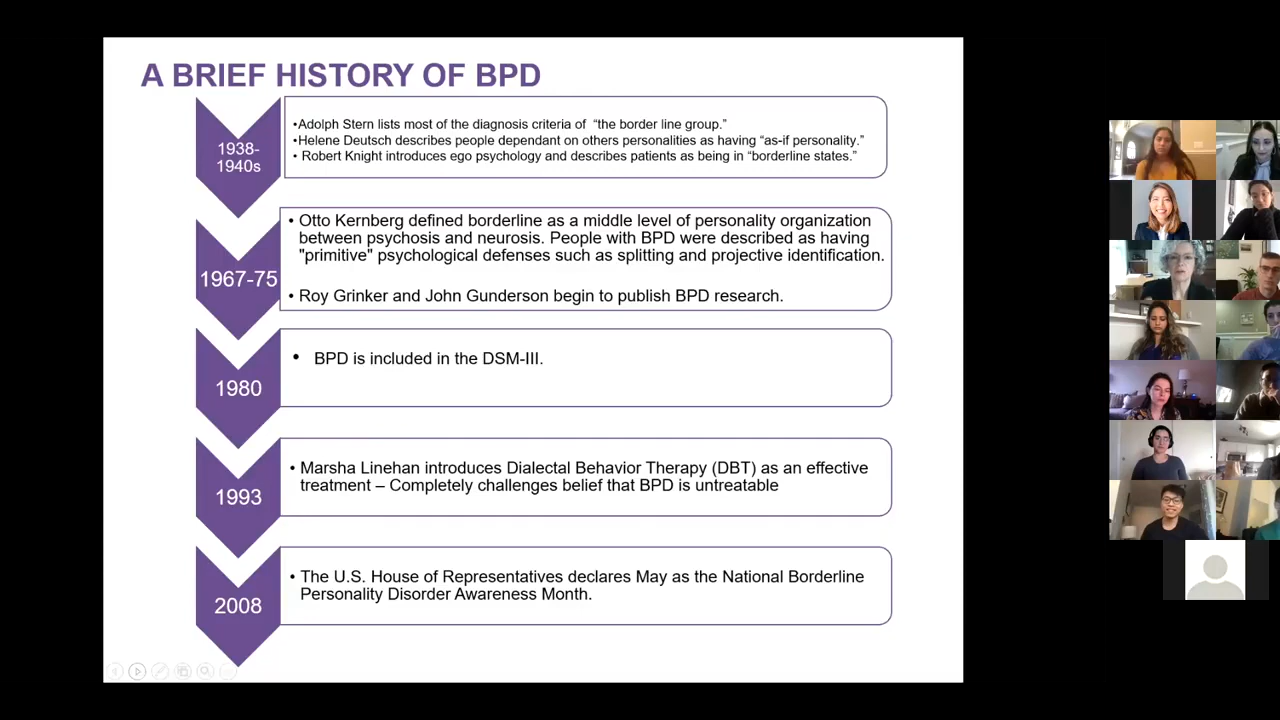 A BRIEF HISTORY OF BPD
1938-
1940s
•Adolph Stern lists most of the diagnosis criteria of “the border line group.”
•Helene Deutsch describes people dependant on others personalities as having “as-if personality.”
• Robert Knight introduces ego psychology and describes patients as being in “borderline states.”
1967-75
• Otto Kernberg defined borderline as a middle level of personality organization
between psychosis and neurosis. People with BPD were described as having
"primitive" psychological defenses such as splitting and projective identification.
• Roy Grinker and John Gunderson begin to publish BPD research.
1980
• BPD is included in the DSM-III.
1993
• Marsha Linehan introduces Dialectal Behavior Therapy (DBT) as an effective
treatment – Completely challenges belief that BPD is untreatable
2008
• The U.S. House of Representatives declares May as the National Borderline
Personality Disorder Awareness Month.